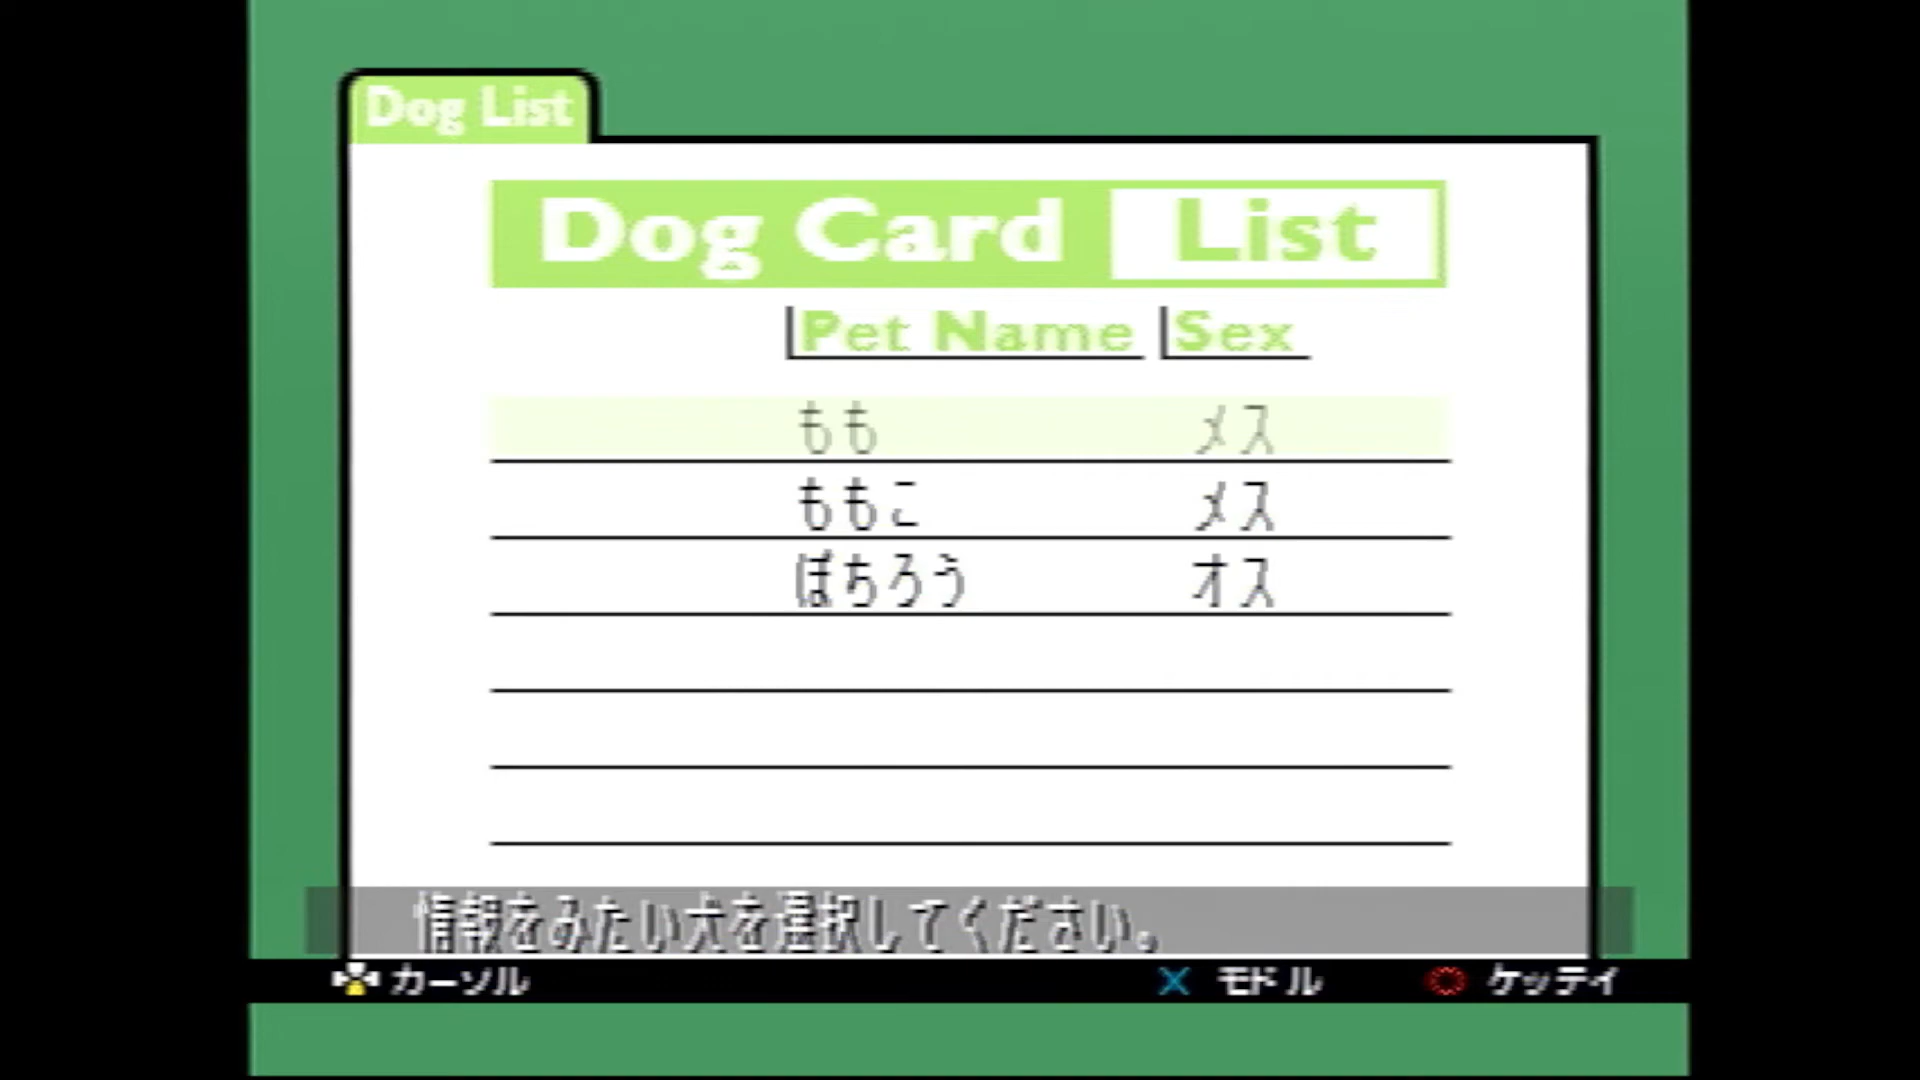 Dog List
Dog Card List
Pet Name Sex
もも メス
ももこ メス
ぽちろう オス
情報をみたい犬を選択してください。
カーソル × モドル ○ ケッテイ